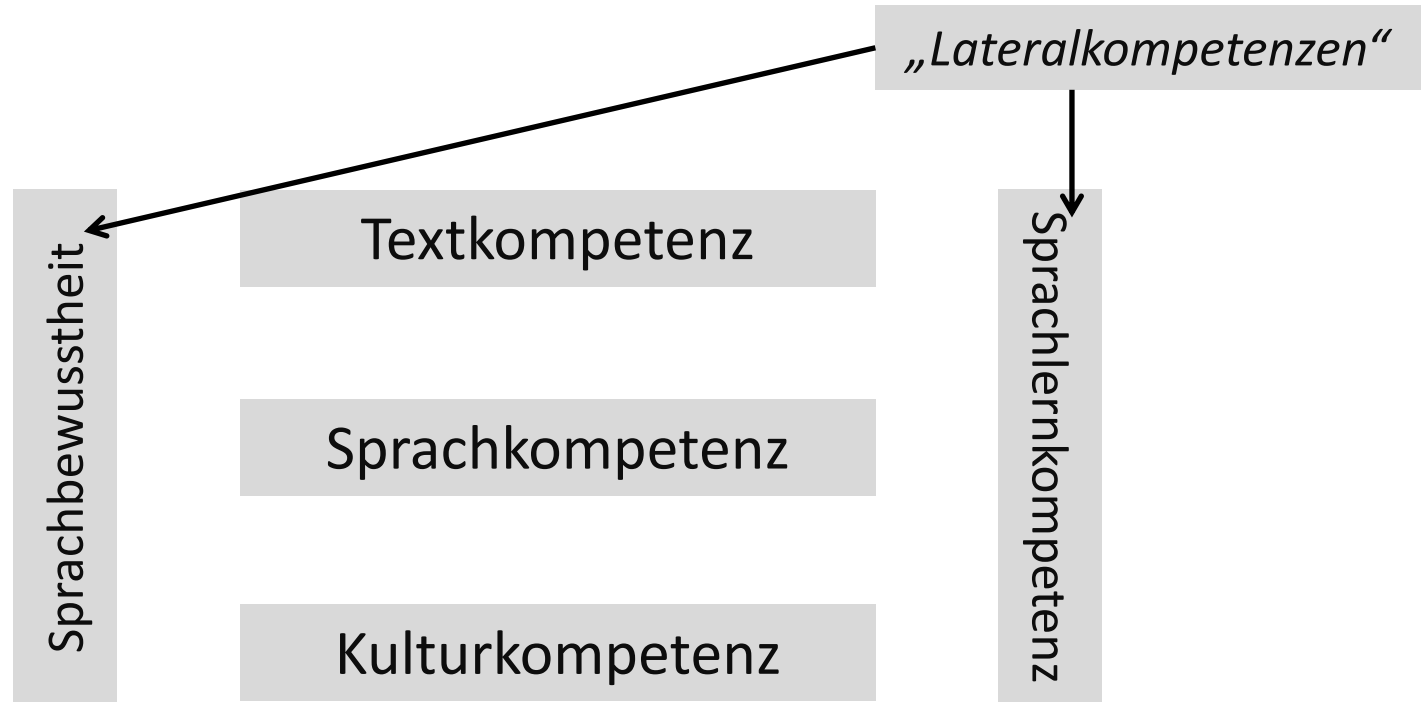 „Lateralkompetenzen“
Sprachbewusstheit
Textkompetenz
Sprachkompetenz
Kulturkompetenz
Sprachlernkompetenz